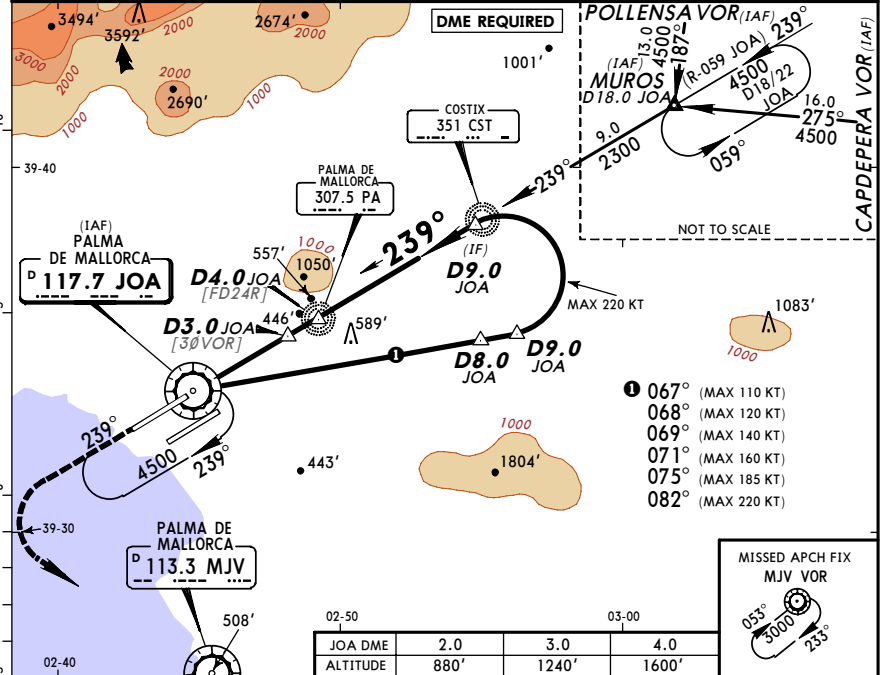 3494'
3592'
2000
2674'
2000
3000
2000
2000
2690'
1000
1000
DME REQUIRED
1001'
POLLENSA VOR (IAF)
13.0
4500
187°
239°
(R-059 JOA)
4500
D18/22
JOA
(IAF)
MUROS
D18.0 JOA
16.0
275°
4500
CAPDEPERA VOR (IAF)
9.0
2300
059°
239°
NOT TO SCALE
39-40
COSTIX
351 CST
PALMA DE
MALLORCA
307.5 PA
239°
(IF)
D9.0
JOA
(IAF)
PALMA
DE MALLORCA
D 117.7 JOA
557'
1000
1050'
D4.0 JOA
[FD24R]
446'
D3.0 JOA
[30VOR]
589'
MAX 220 KT
1083'
1000
D8.0
JOA
D9.0
JOA
1
1 067° (MAX 110 KT)
068° (MAX 120 KT)
069° (MAX 140 KT)
071° (MAX 160 KT)
075° (MAX 185 KT)
082° (MAX 220 KT)
239°
4500
239°
443'
1000
1804'
39-30
PALMA DE
MALLORCA
D 113.3 MJV
508'
MISSED APCH FIX
MJV VOR
053°
3000
233°
02-40
02-50
03-00
JOA DME 2.0 3.0 4.0
ALTITUDE 880' 1240' 1600'